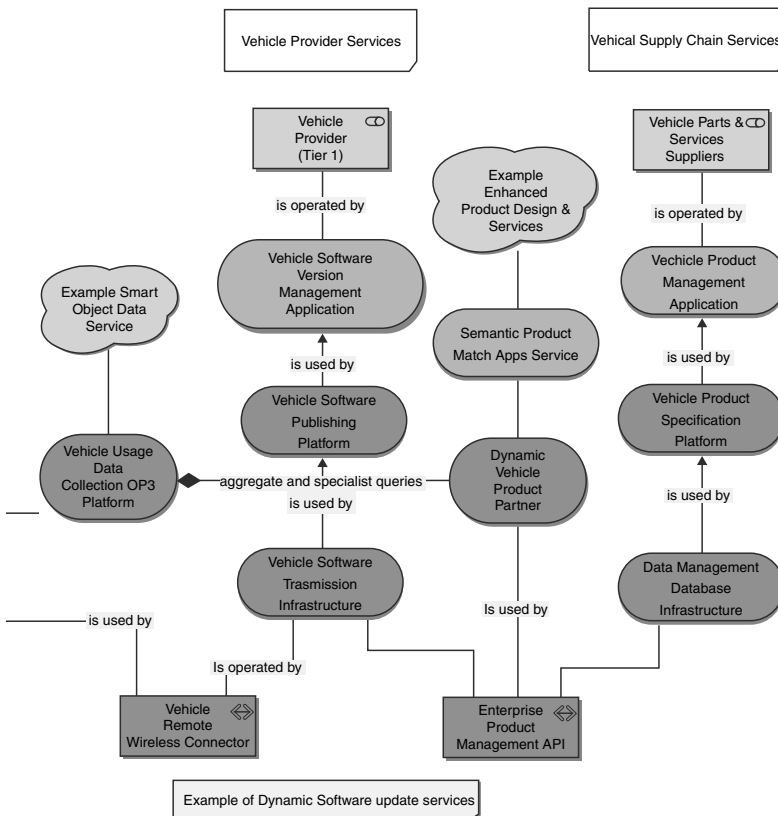 Vehicle Provider Services
Vehical Supply Chain Services
Vehicle
Provider
(Tier 1)
Vehicle Parts &
Services
Suppliers
Example
Enhanced
Product Design &
Services
is operated by
is operated by
Vehicle Software
Version
Management
Application
Vechicle Product
Management
Application
Example Smart
Object Data
Service
Semantic Product
Match Apps Service
is used by
is used by
Vehicle Software
Publishing
Platform
Vehicle Product
Specification
Platform
Vehicle Usage
Data
Collection OP3
Platform
Dynamic
Vehicle
Product
Partner
aggregate and specialist queries
is used by
is used by
Vehicle Software
Trasmission
Infrastructure
Data Management
Database
Infrastructure
is used by
Is used by
Is operated by
Vehicle
Remote
Wireless Connector
Enterprise
Product
Management API
Example of Dynamic Software update services